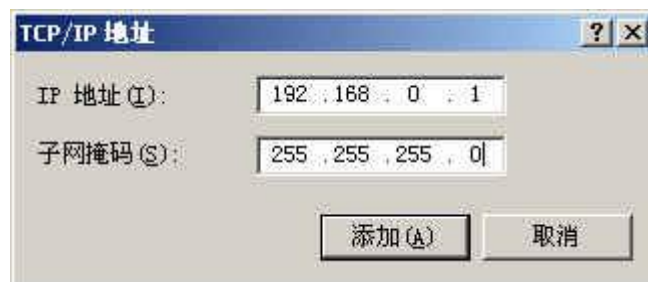 TCP/IP 地址
IP 地址(I): 192 .168 . 0 . 1
子网掩码(S): 255 .255 .255 . 0
添加(A) 取消